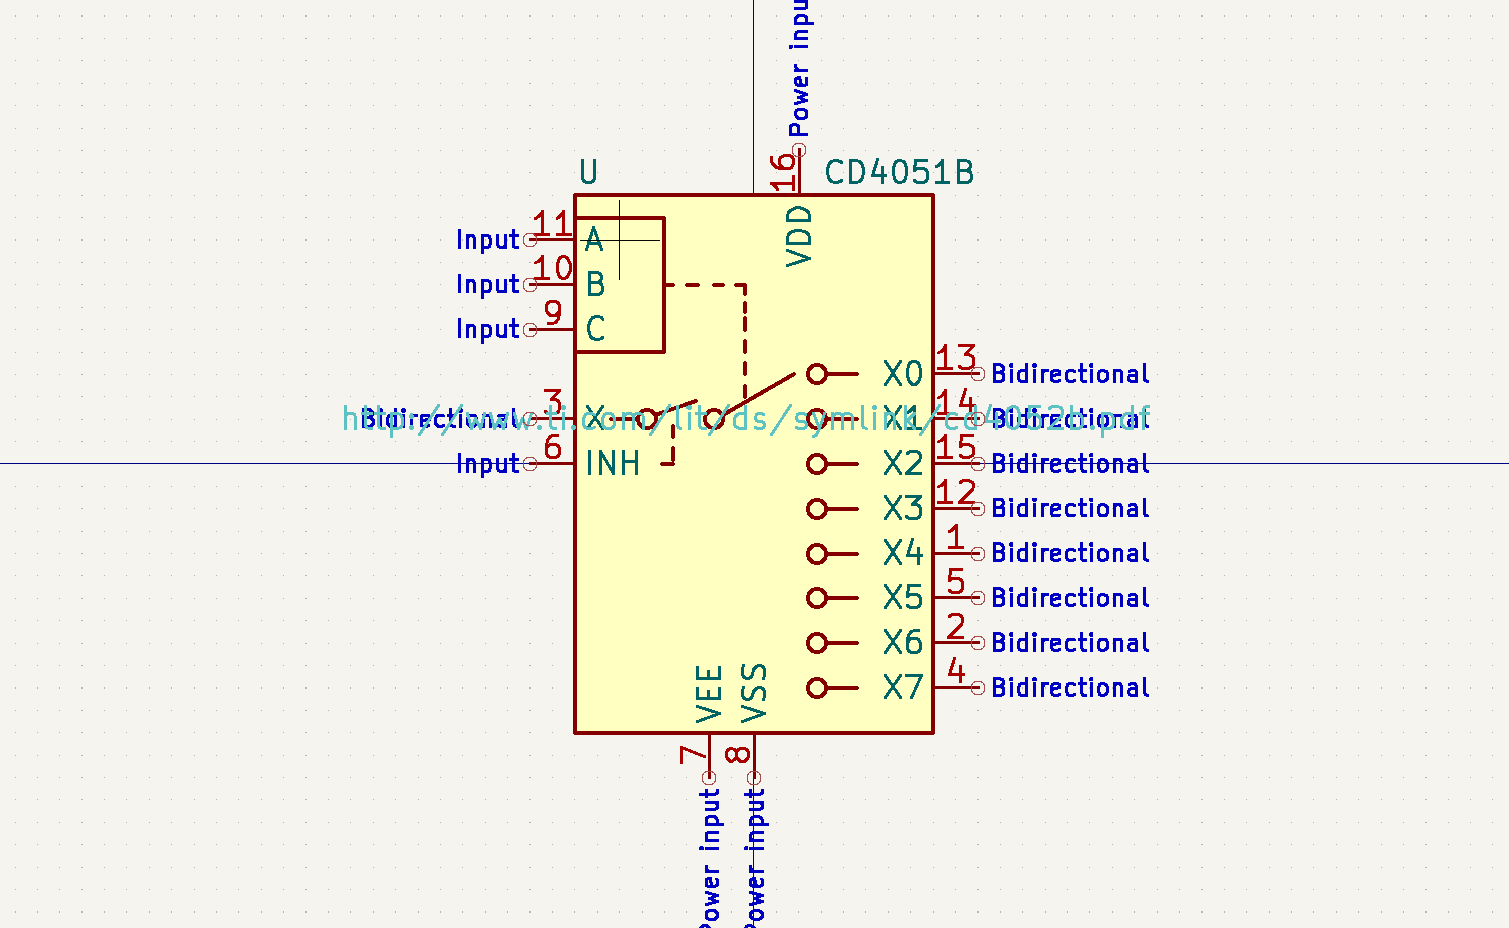 Power inpu
16
U
CD4051B
VDD
Input 11 A
Input 10 B
Input 9 C
X0 13 Bidirectional
Bidirectional 3 X
X1 14 Bidirectional
http://www.ti.com/lit/ds/symlink/cd4052b.pdf
Input 6 INH
X2 15 Bidirectional
X3 12 Bidirectional
X4 1 Bidirectional
X5 5 Bidirectional
X6 2 Bidirectional
X7 4 Bidirectional
VEE
VSS
7
8
Power input
Power input